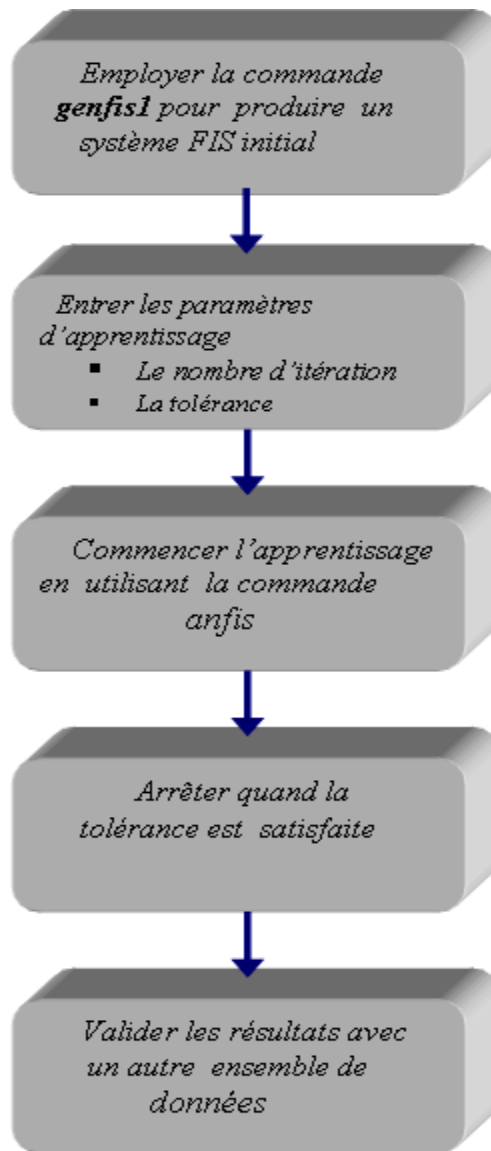 Employer la commande
genfis1 pour produire un
système FIS initial
Entrer les paramètres
d'apprentissage
▪ Le nombre d'itération
▪ La tolérance
Commencer l'apprentissage
en utilisant la commande
anfis
Arrêter quand la
tolérance est satisfaite
Valider les résultats avec
un autre ensemble de
données